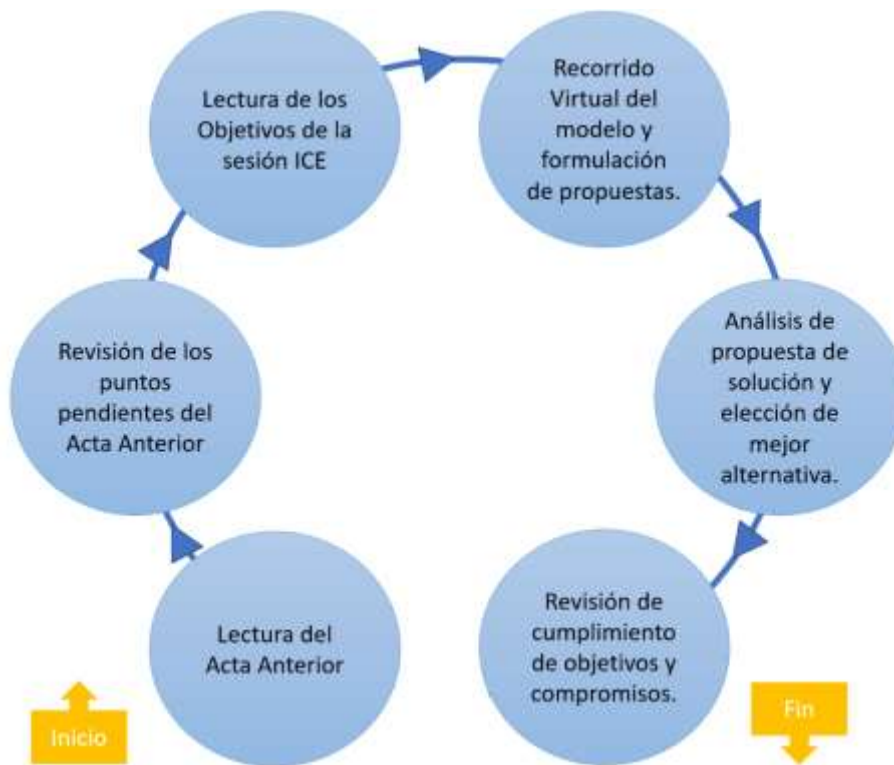 Inicio
Lectura del
Acta Anterior
Revisión de los
puntos
pendientes del
Acta Anterior
Lectura de los
Objetivos de la
sesión ICE
Recorrido
Virtual del
modelo y
formulación
de propuestas.
Análisis de
propuesta de
solución y
elección de
mejor
alternativa.
Revisión de
cumplimiento
de objetivos y
compromisos.
Fin